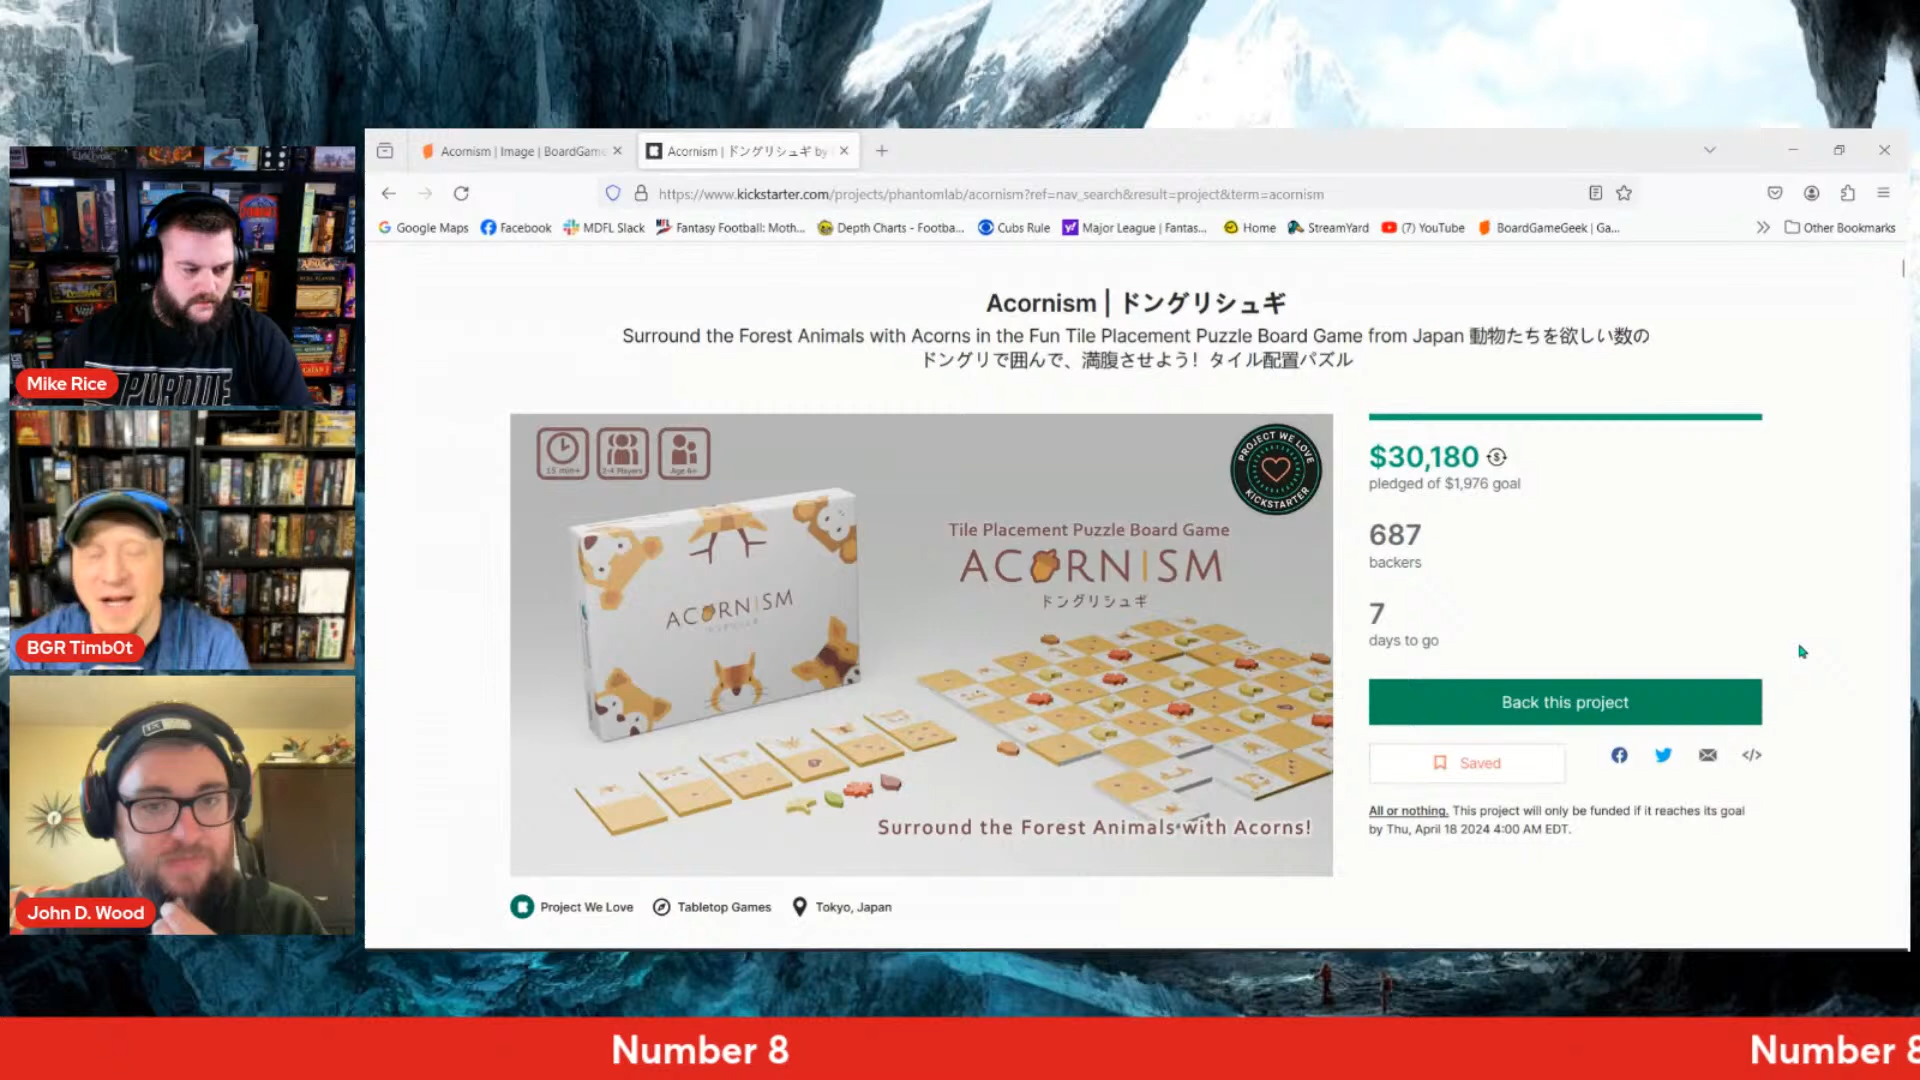 Acornism | Image | BoardGam
Acornism | ドングリシュギ by
https://www.kickstarter.com/projects/phantomlab/acornism?ref=nav_search&result=project&term=acornism
Google Maps
Facebook
MDFL Slack
Fantasy Football: Moth...
Depth Charts - Footba...
Cubs Rule
Major League | Fantas...
Home
StreamYard
(7) YouTube
BoardGameGeek | Ga...
Other Bookmarks
Acornism | ドングリシュギ
Surround the Forest Animals with Acorns in the Fun Tile Placement Puzzle Board Game from Japan 動物たちを欲しい数の
ドングリで囲んで、満腹させよう! タイル配置パズル
15 min+
2-4 Players
Age 6+
PROJECT WE LOVE
KICKSTARTER
Tile Placement Puzzle Board Game
ACORNISM
ドングリシュギ
ACORNISM
Surround the Forest Animals with Acorns!
$30,180
pledged of $1,976 goal
687
backers
7
days to go
Back this project
Saved
All or nothing. This project will only be funded if it reaches its goal
by Thu, April 18 2024 4:00 AM EDT.
Project We Love
Tabletop Games
Tokyo, Japan
PURDUE
Mike Rice
BGR Timb0t
John D. Wood
Number 8
Number 8